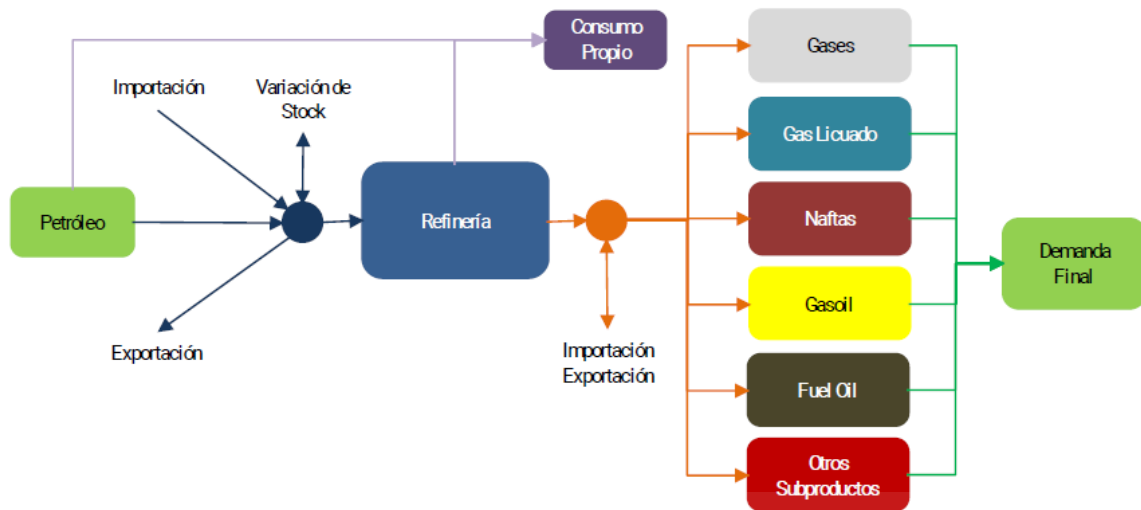 Consumo
Propio
Gases
Importación
Variación de
Stock
Gas Licuado
Petróleo
Refinería
Naftas
Demanda
Final
Gasoil
Exportación
Importación
Exportación
Fuel Oil
Otros
Subproductos